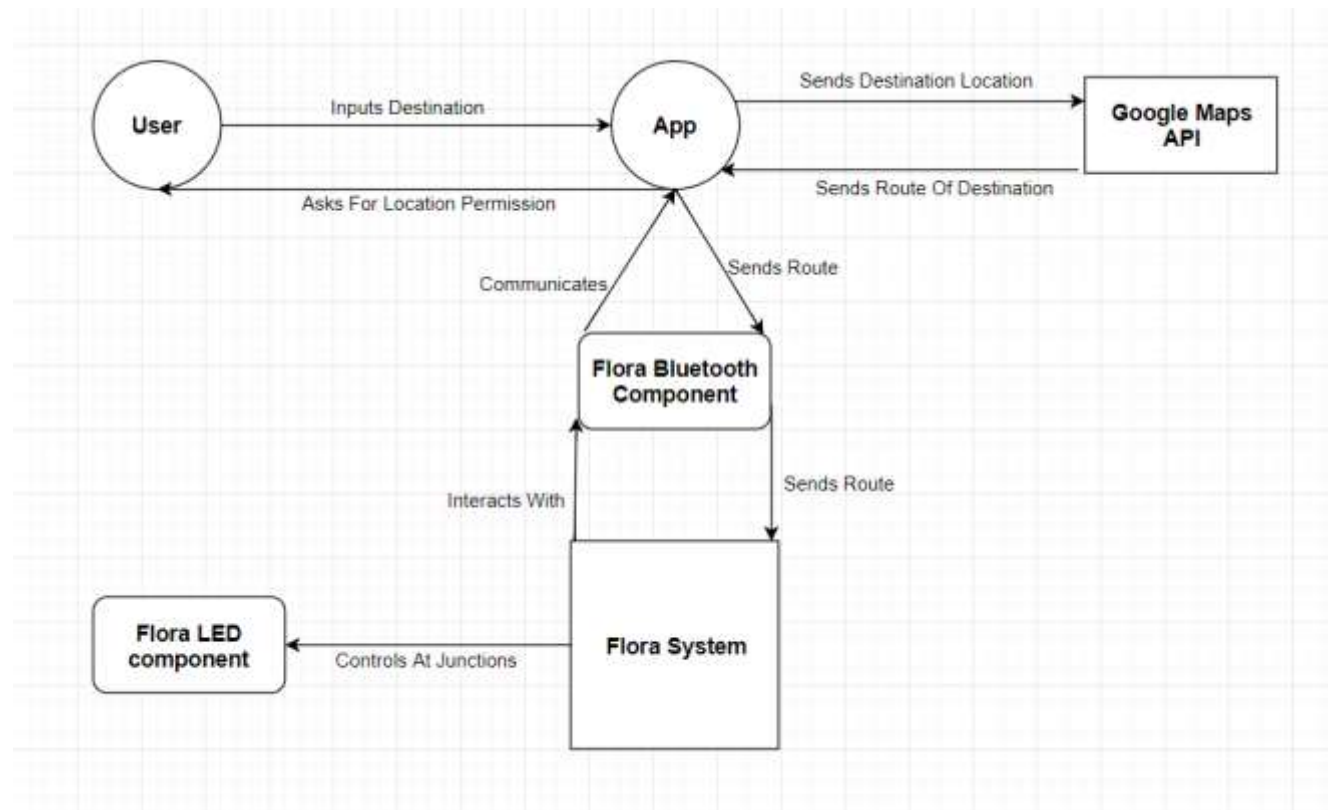 User
Inputs Destination
App
Sends Destination Location
Google Maps
API
Sends Route Of Destination
Asks For Location Permission
Communicates
Sends Route
Flora Bluetooth
Component
Interacts With
Sends Route
Flora LED
component
Controls At Junctions
Flora System